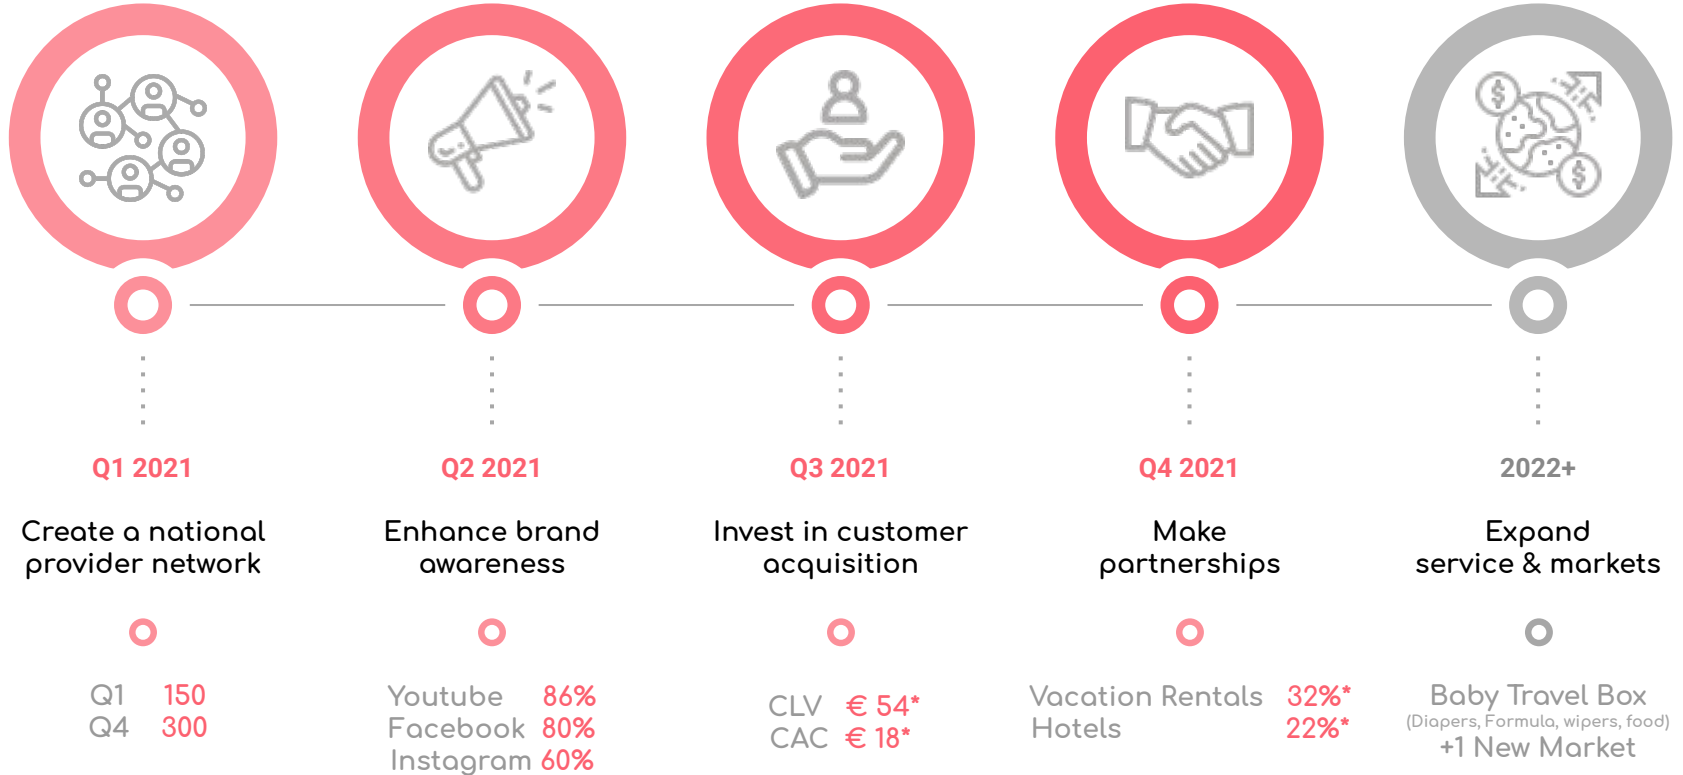 Q1 2021
Create a national
provider network
Q1 150
Q4 300
Q2 2021
Enhance brand
awareness
Youtube 86%
Facebook 80%
Instagram 60%
Q3 2021
Invest in customer
acquisition
CLV € 54*
CAC € 18*
Q4 2021
Make
partnerships
Vacation Rentals 32%*
Hotels 22%*
2022+
Expand
service & markets
Baby Travel Box
(Diapers, Formula, wipers, food)
+1 New Market